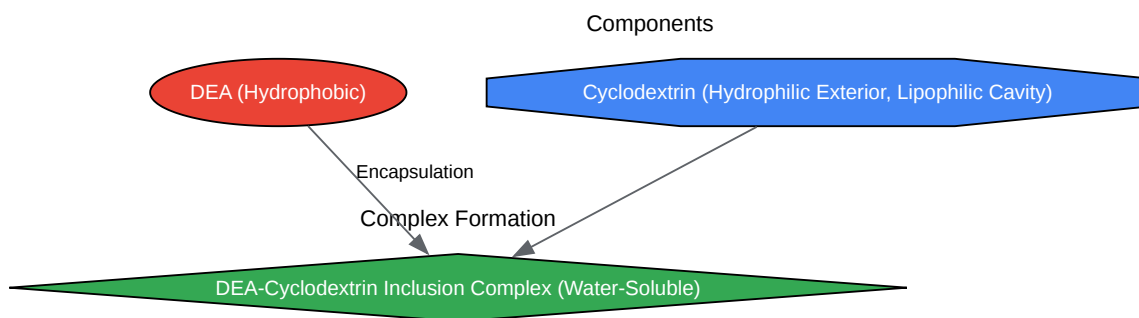 Components
DEA (Hydrophobic)
Cyclodextrin (Hydrophilic Exterior, Lipophilic Cavity)
Encapsulation
Complex Formation
DEA-Cyclodextrin Inclusion Complex (Water-Soluble)